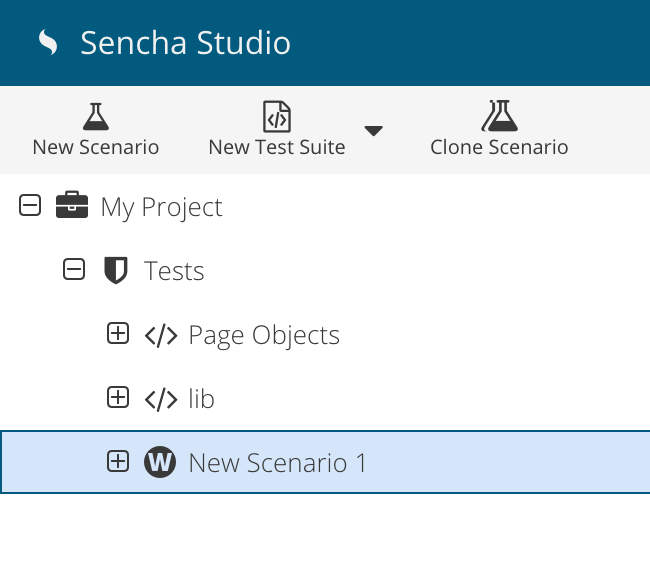 Sencha Studio
New Scenario New Test Suite Clone Scenario
My Project
Tests
Page Objects
lib
New Scenario 1